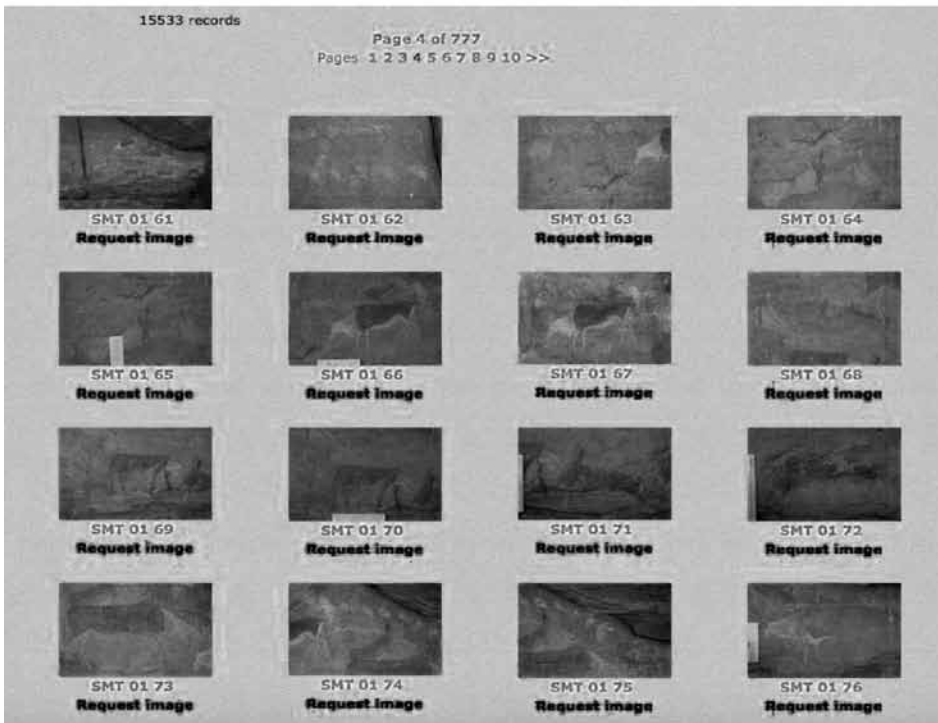 15533 records
Page 4 of 777
Pages 1 2 3 4 5 6 7 8 9 10 >>
SMT 01 61 SMT 01 62 SMT 01 63 SMT 01 64
Request image Request image Request image Request image
SMT 01 65 SMT 01 66 SMT 01 67 SMT 01 68
Request image Request image Request image Request image
SMT 01 69 SMT 01 70 SMT 01 71 SMT 01 72
Request image Request image Request image Request image
SMT 01 73 SMT 01 74 SMT 01 75 SMT 01 76
Request image Request image Request image Request image